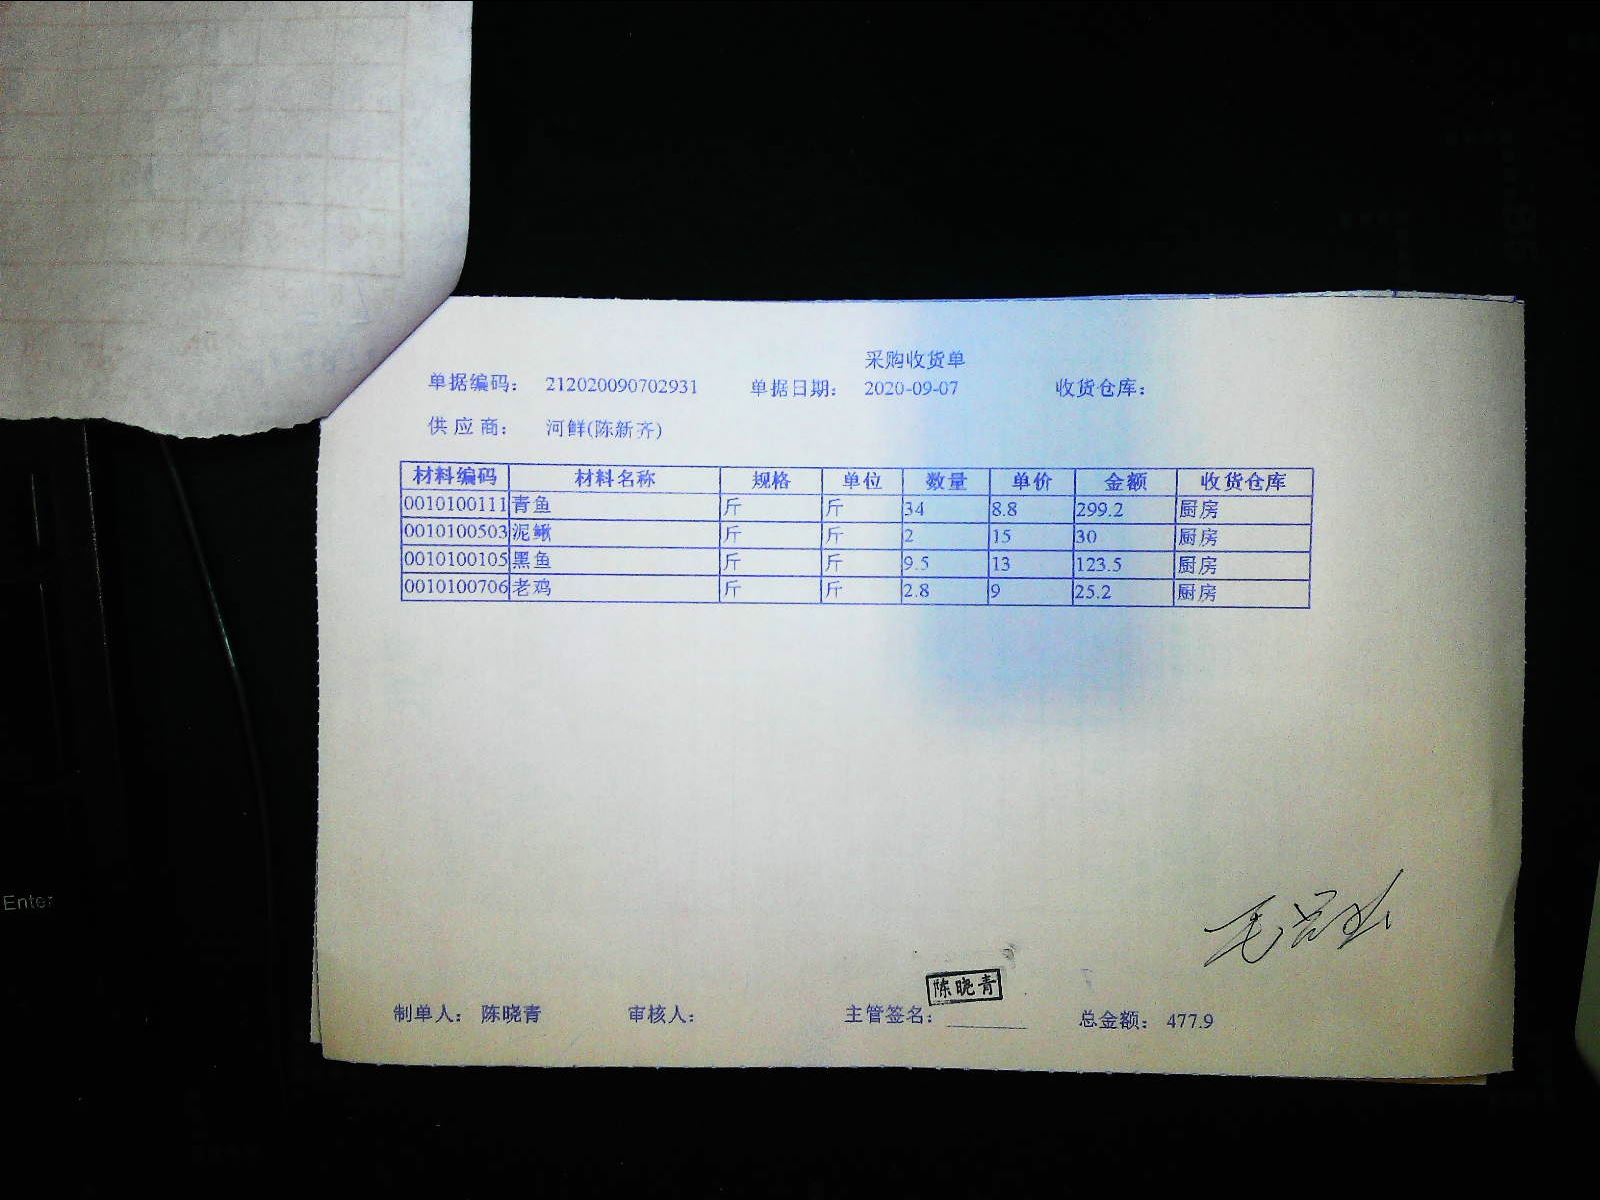 采购收货单
单据编码： 212020090702931 单据日期： 2020-09-07 收货仓库：
供应商： 河鲜(陈新齐)
材料编码 材料名称 规格 单位 数量 单价 金额 收货仓库
0010100111 青鱼 斤 斤 34 8.8 299.2 厨房
0010100503 泥鳅 斤 斤 2 15 30 厨房
0010100105 黑鱼 斤 斤 9.5 13 123.5 厨房
0010100706 老鸡 斤 斤 2.8 9 25.2 厨房
Enter
陈晓青
制单人： 陈晓青 审核人： 主管签名： 总金额： 477.9